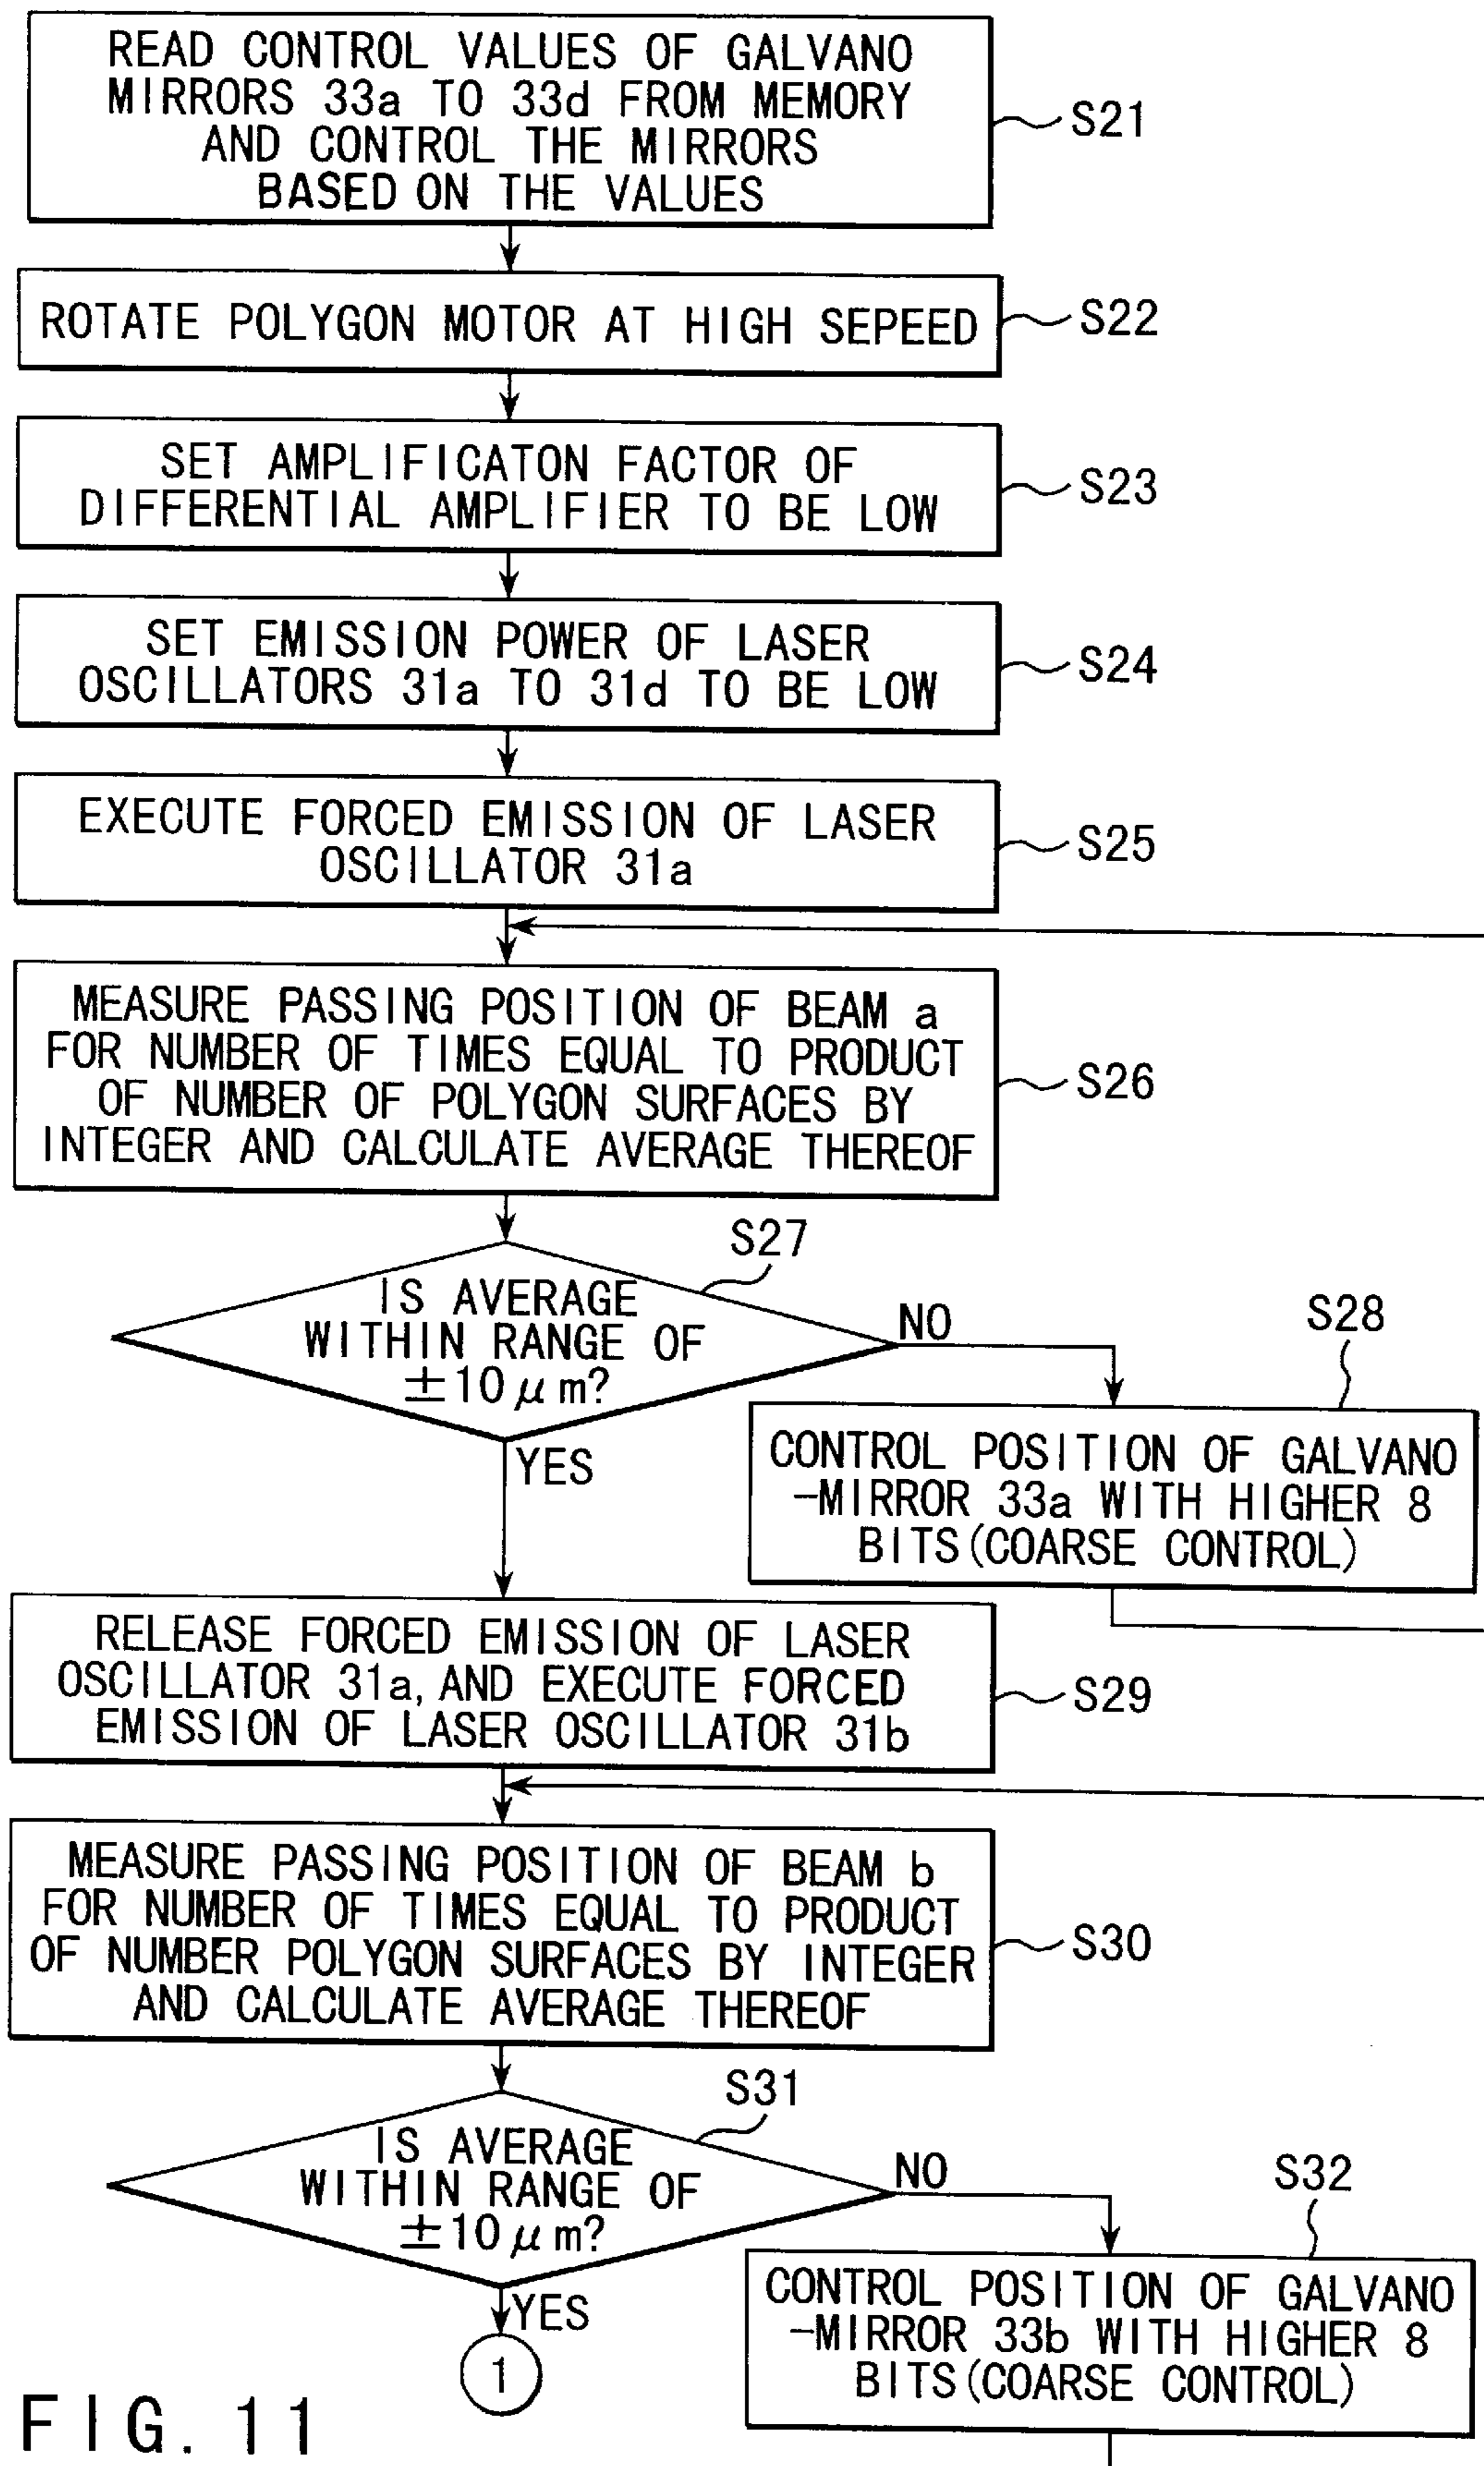 READ CONTROL VALUES OF GALVANO
MIRRORS 33a TO 33d FROM MEMORY
AND CONTROL THE MIRRORS
BASED ON THE VALUES
S21
ROTATE POLYGON MOTOR AT HIGH SEPEED
S22
SET AMPLIFICATON FACTOR OF
DIFFERENTIAL AMPLIFIER TO BE LOW
S23
SET EMISSION POWER OF LASER
OSCILLATORS 31a TO 31d TO BE LOW
S24
EXECUTE FORCED EMISSION OF LASER
OSCILLATOR 31a
S25
MEASURE PASSING POSITION OF BEAM a
FOR NUMBER OF TIMES EQUAL TO PRODUCT
OF NUMBER OF POLYGON SURFACES BY
INTEGER AND CALCULATE AVERAGE THEREOF
S26
S27
IS AVERAGE
WITHIN RANGE OF
±10μm?
NO
YES
S28
CONTROL POSITION OF GALVANO
-MIRROR 33a WITH HIGHER 8
BITS(COARSE CONTROL)
RELEASE FORCED EMISSION OF LASER
OSCILLATOR 31a, AND EXECUTE FORCED
EMISSION OF LASER OSCILLATOR 31b
S29
MEASURE PASSING POSITION OF BEAM b
FOR NUMBER OF TIMES EQUAL TO PRODUCT
OF NUMBER POLYGON SURFACES BY INTEGER
AND CALCULATE AVERAGE THEREOF
S30
S31
IS AVERAGE
WITHIN RANGE OF
±10μm?
NO
YES
1
S32
CONTROL POSITION OF GALVANO
-MIRROR 33b WITH HIGHER 8
BITS(COARSE CONTROL)
FIG. 11